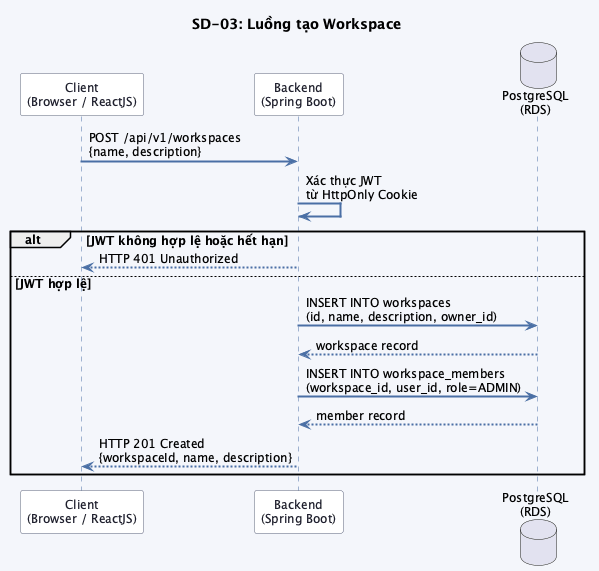 SD-03: Luồng tạo Workspace
Client
(Browser / ReactJS)
Backend
(Spring Boot)
PostgreSQL
(RDS)
POST /api/v1/workspaces
{name, description}
Xác thực JWT
từ HttpOnly Cookie
alt
[JWT không hợp lệ hoặc hết hạn]
HTTP 401 Unauthorized
[JWT hợp lệ]
INSERT INTO workspaces
(id, name, description, owner_id)
workspace record
INSERT INTO workspace_members
(workspace_id, user_id, role=ADMIN)
member record
HTTP 201 Created
{workspaceId, name, description}
Client
(Browser / ReactJS)
Backend
(Spring Boot)
PostgreSQL
(RDS)